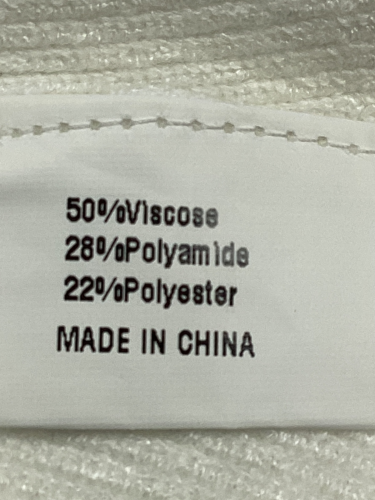 50%Viscose
28%Polyamide
22%Polyester
MADE IN CHINA